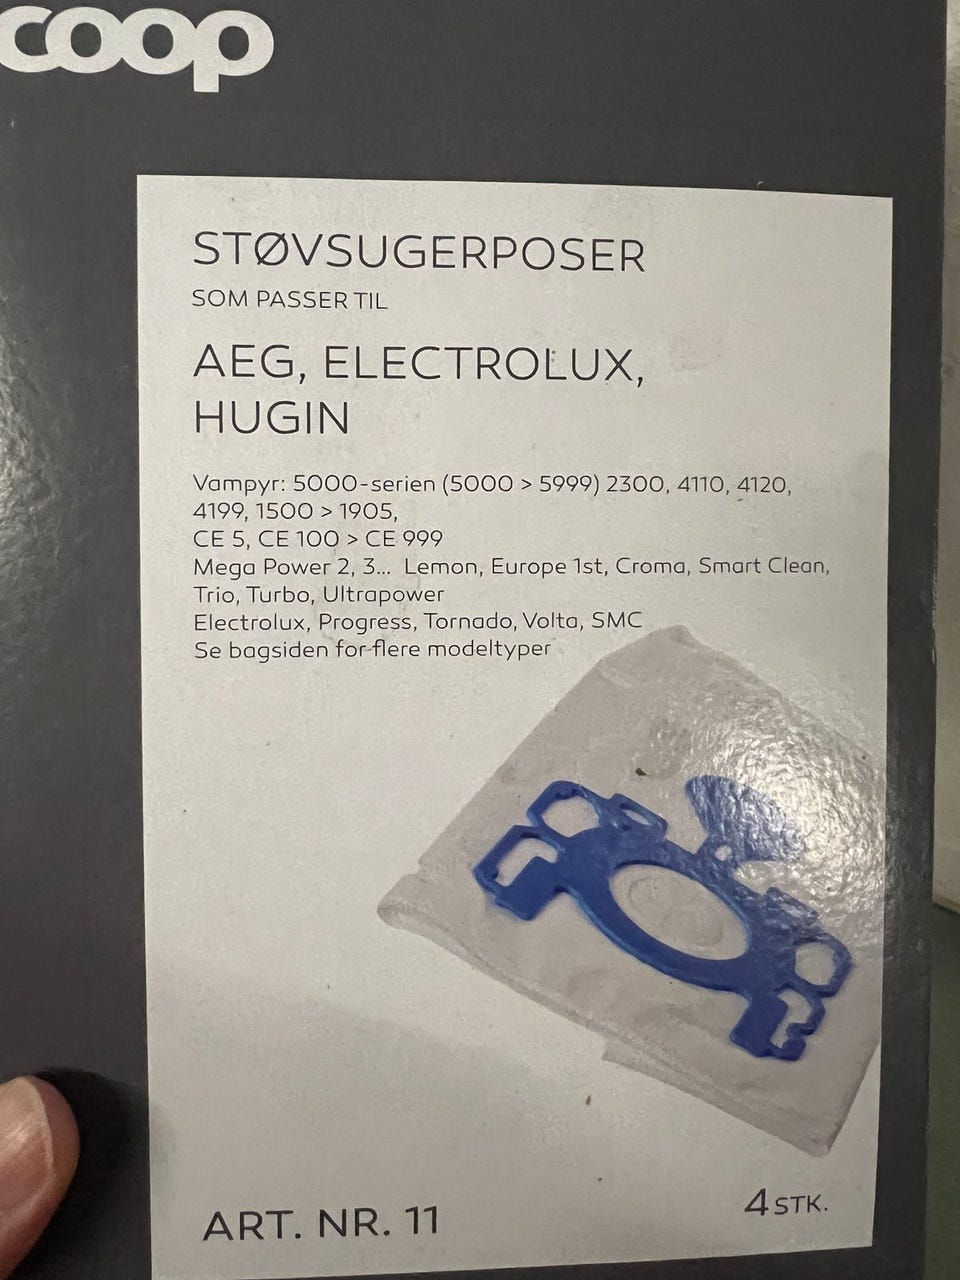 coop
STØVSUGERPOSER
SOM PASSER TIL
AEG, ELECTROLUX,
HUGIN
Vampyr: 5000-serien (5000 > 5999) 2300, 4110, 4120,
4199, 1500 > 1905,
CE 5, CE 100 > CE 999
Mega Power 2, 3... Lemon, Europe 1st, Croma, Smart Clean,
Trio, Turbo, Ultrapower
Electrolux, Progress, Tornado, Volta, SMC
Se bagsiden for flere modeltyper
ART. NR. 11
4 STK.